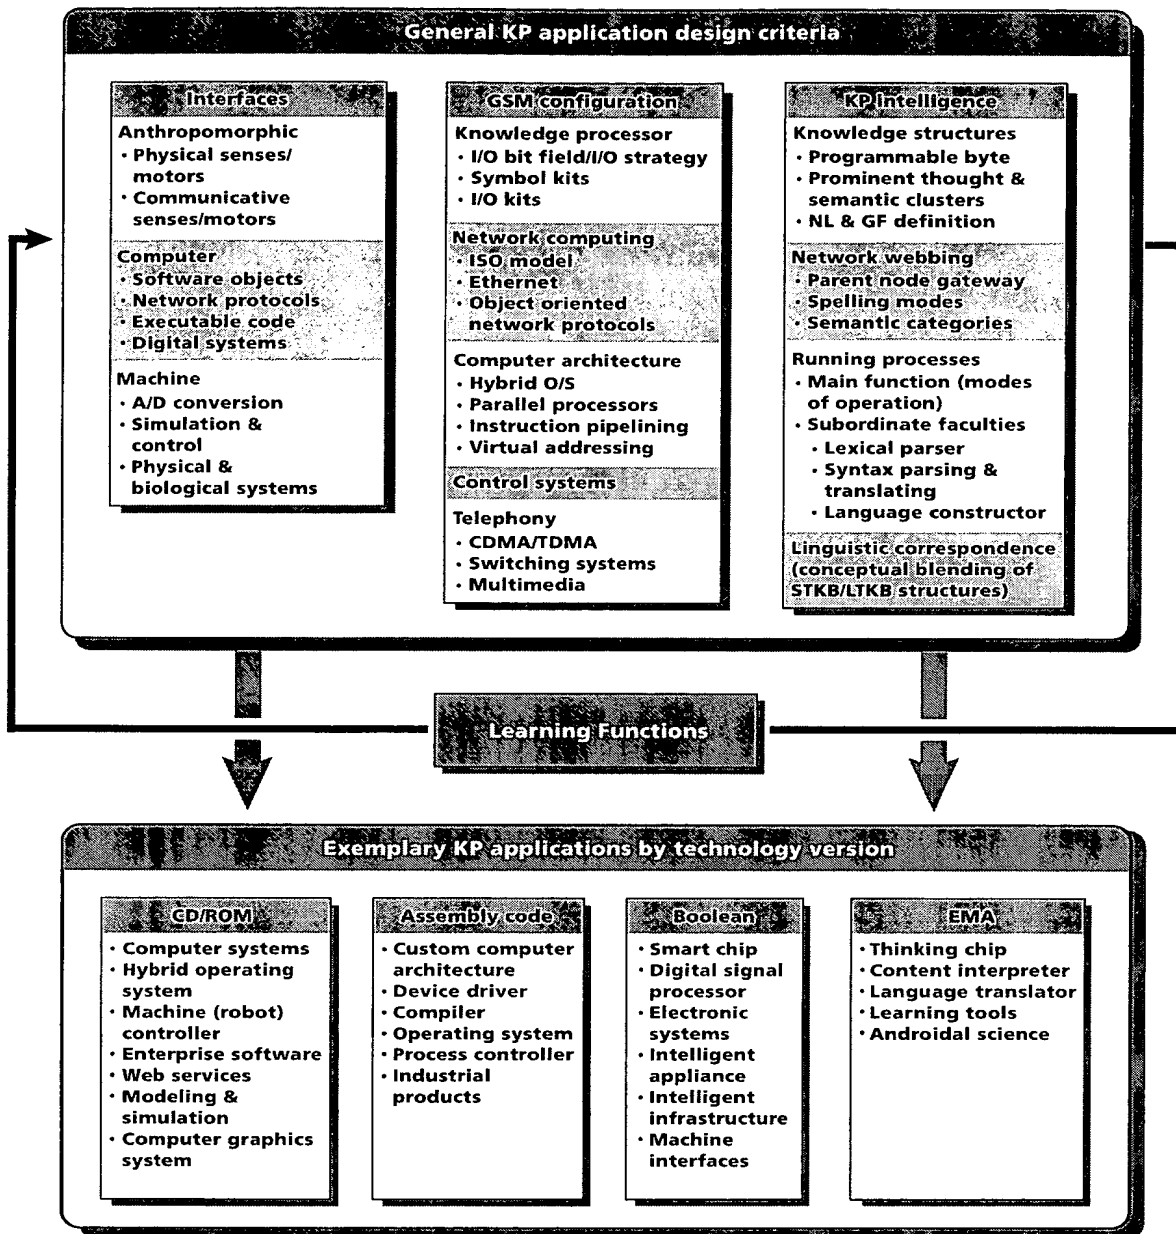 General KP application design criteria
Interfaces
Anthropomorphic
• Physical senses/
motors
• Communicative
senses/motors
Computer
• Software objects
• Network protocols
• Executable code
• Digital systems
Machine
• A/D conversion
• Simulation &
control
• Physical &
biological systems
GSM configuration
Knowledge processor
• I/O bit field/I/O strategy
• Symbol kits
• I/O kits
Network computing
• ISO model
• Ethernet
• Object oriented
network protocols
Computer architecture
• Hybrid O/S
• Parallel processors
• Instruction pipelining
• Virtual addressing
Control systems
Telephony
• CDMA/TDMA
• Switching systems
• Multimedia
KP intelligence
Knowledge structures
• Programmable byte
• Prominent thought &
semantic clusters
• NL & GF definition
Network webbing
• Parent node gateway
• Spelling modes
• Semantic categories
Running processes
• Main function (modes
of operation)
• Subordinate faculties
• Lexical parser
• Syntax parsing &
translating
• Language constructor
Linguistic correspondence
(conceptual blending of
STKB/LTKB structures)
Learning Functions
Exemplary KP applications by technology version
CD/ROM
• Computer systems
• Hybrid operating
system
• Machine (robot)
controller
• Enterprise software
• Web services
• Modeling &
simulation
• Computer graphics
system
Assembly code
• Custom computer
architecture
• Device driver
• Compiler
• Operating system
• Process controller
• Industrial
products
Boolean
• Smart chip
• Digital signal
processor
• Electronic
systems
• Intelligent
appliance
• Intelligent
infrastructure
• Machine
interfaces
EMA
• Thinking chip
• Content interpreter
• Language translator
• Learning tools
• Androidal science